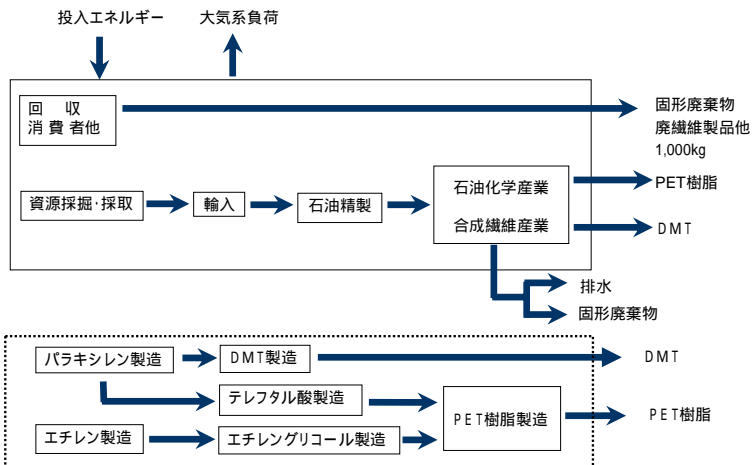 投入エネルギー
大気系負荷
回 収
消 費 者他
固形廃棄物
廃繊維製品他
1,000kg
資源採掘・採取
輸入
石油精製
石油化学産業
合成繊維産業
PET樹脂
DMT
排水
固形廃棄物
パラキシレン製造
DMT製造
DMT
テレフタル酸製造
PET樹脂製造
PET樹脂
エチレン製造
エチレングリコール製造